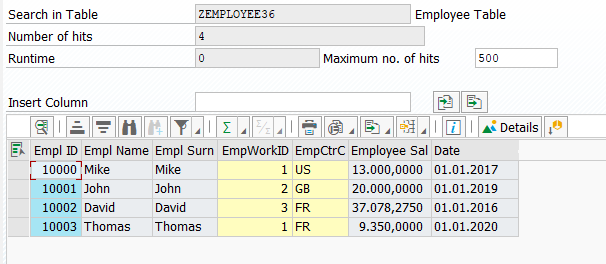 Search in Table ZEMPLOYEE36 Employee Table
Number of hits 4
Runtime 0 Maximum no. of hits 500
Insert Column
Details
Empl ID Empl Name Empl Surn EmpWorkID EmpCtrC Employee Sal Date
10000 Mike Mike 1 US 13.000,0000 01.01.2017
10001 John John 2 GB 20.000,0000 01.01.2019
10002 David David 3 FR 37.078,2750 01.01.2016
10003 Thomas Thomas 1 FR 9.350,0000 01.01.2020